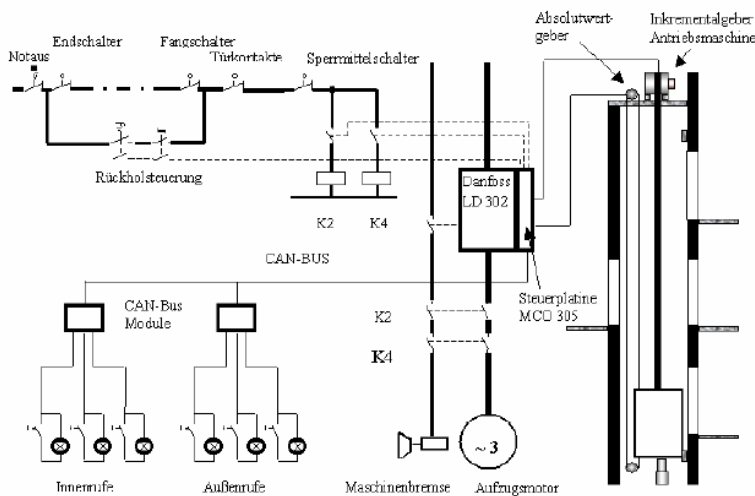 Absolutwert-
geber
Inkrementalgeber
Antriebsmaschine
Endschalter
Fangschalter
Notaus
Türkontakte
Sperrmittelschalter
Rückholsteuerung
Danfoss
LD 302
K2
K4
CAN-BUS
Steuerplatine
MCO 305
CAN-Bus
Module
K2
K4
~3
Innenrufe
Außenrufe
Maschinenbremse
Aufzugsmotor